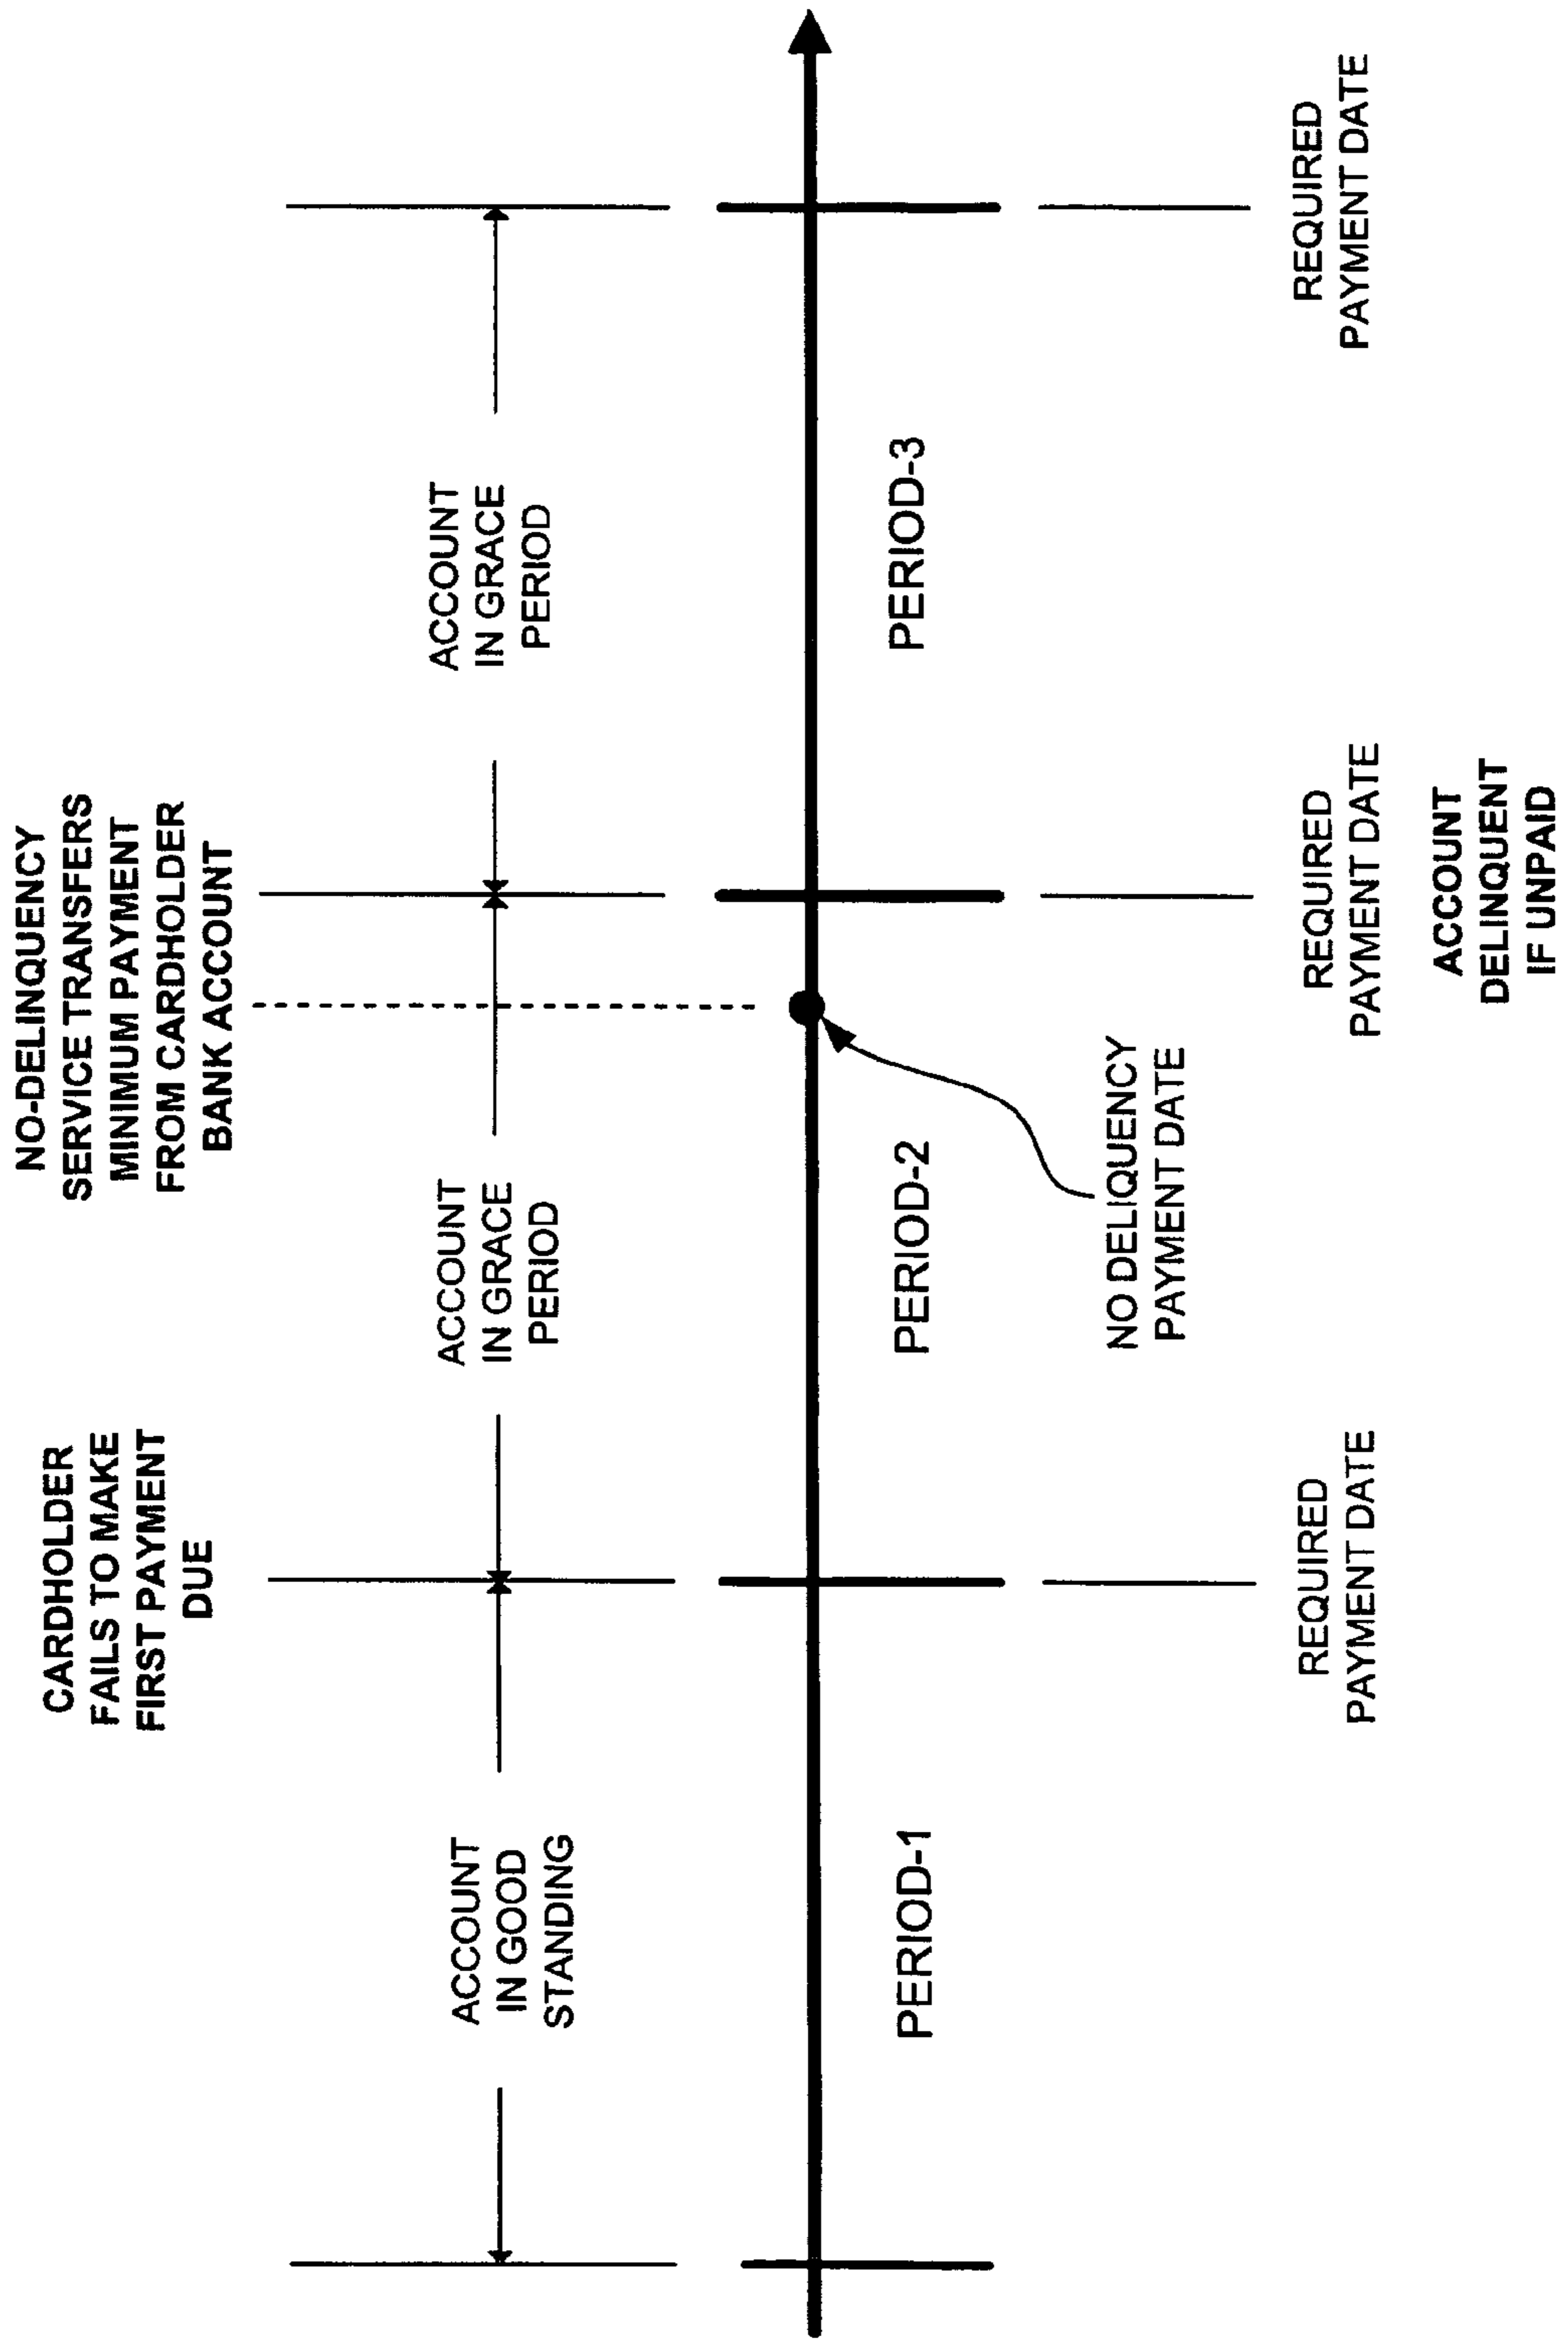 CARDHOLDER
FAILS TO MAKE
FIRST PAYMENT
DUE
NO-DELINQUENCY
SERVICE TRANSFERS
MINIMUM PAYMENT
FROM CARDHOLDER
BANK ACCOUNT
ACCOUNT
IN GOOD
STANDING
ACCOUNT
IN GRACE
PERIOD
ACCOUNT
IN GRACE
PERIOD
PERIOD-1
PERIOD-2
PERIOD-3
NO DELIQUENCY
PAYMENT DATE
REQUIRED
PAYMENT DATE
REQUIRED
PAYMENT DATE
REQUIRED
PAYMENT DATE
ACCOUNT
DELINQUENT
IF UNPAID